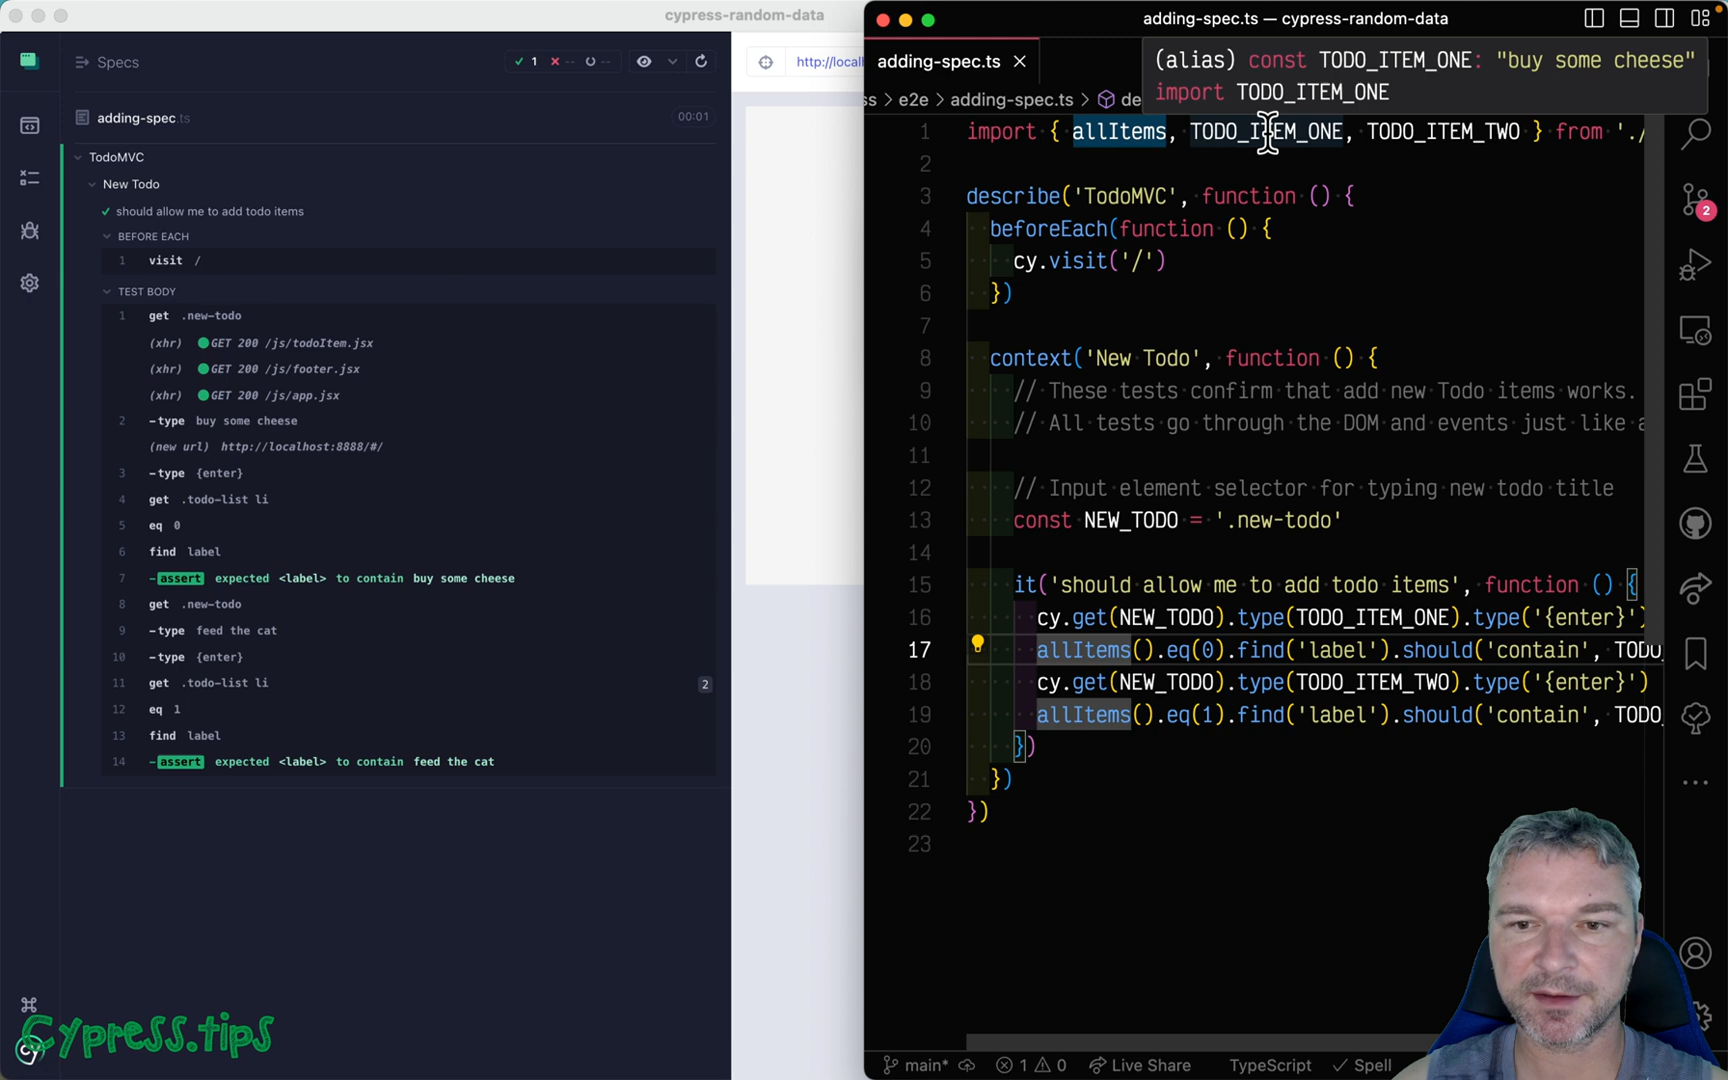 cypress-random-data
Specs
1 -- --
http://local
adding-spec.ts
00:01
TodoMVC
New Todo
should allow me to add todo items
BEFORE EACH
1 visit /
TEST BODY
1 get .new-todo
(xhr) GET 200 /js/todoItem.jsx
(xhr) GET 200 /js/footer.jsx
(xhr) GET 200 /js/app.jsx
2 -type buy some cheese
(new url) http://localhost:8888/#/
3 -type {enter}
4 get .todo-list li
5 eq 0
6 find label
7 -assert expected <label> to contain buy some cheese
8 get .new-todo
9 -type feed the cat
10 -type {enter}
11 get .todo-list li 2
12 eq 1
13 find label
14 -assert expected <label> to contain feed the cat
Cypress.tips
cy
adding-spec.ts — cypress-random-data
adding-spec.ts
(alias) const TODO_ITEM_ONE: "buy some cheese"
import TODO_ITEM_ONE
ss > e2e > adding-spec.ts > de
1 import { allItems, TODO_ITEM_ONE, TODO_ITEM_TWO } from './
2
3 describe('TodoMVC', function () {
4 beforeEach(function () {
5 cy.visit('/')
6 })
7
8 context('New Todo', function () {
9 // These tests confirm that add new Todo items works.
10 // All tests go through the DOM and events just like a
11
12 // Input element selector for typing new todo title
13 const NEW_TODO = '.new-todo'
14
15 it('should allow me to add todo items', function () {
16 cy.get(NEW_TODO).type(TODO_ITEM_ONE).type('{enter}')
17 allItems().eq(0).find('label').should('contain', TODO_
18 cy.get(NEW_TODO).type(TODO_ITEM_TWO).type('{enter}')
19 allItems().eq(1).find('label').should('contain', TODO_
20 })
21 })
22 })
23
2
main* 1 0 Live Share TypeScript Spell